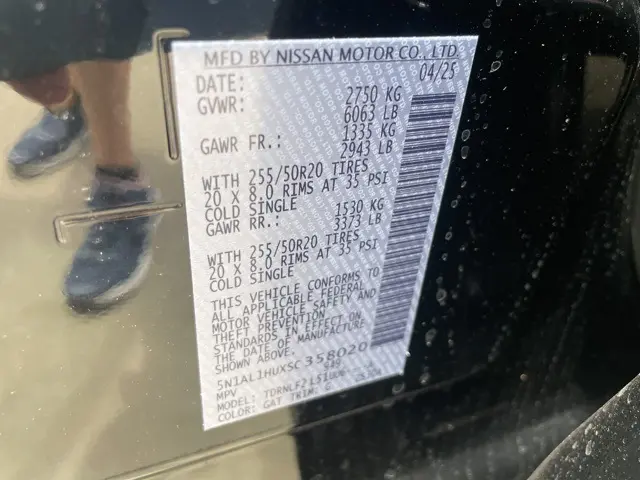 MFD BY NISSAN MOTOR CO., LTD.
DATE: 04/25
GVWR: 2750 KG
6063 LB
GAWR FR.: 1335 KG
2943 LB
WITH 255/50R20 TIRES
20 X 8.0 RIMS AT 35 PSI
COLD SINGLE
GAWR RR.: 1530 KG
3373 LB
WITH 255/50R20 TIRES
20 X 8.0 RIMS AT 35 PSI
COLD SINGLE
THIS VEHICLE CONFORMS TO
ALL APPLICABLE FEDERAL
MOTOR VEHICLE SAFETY AND
THEFT PREVENTION
STANDARDS IN EFFECT ON
THE DATE OF MANUFACTURE
SHOWN ABOVE.
5N1AL1HUXSC358020
MPV
MODEL:
COLOR: GAT TRIM: